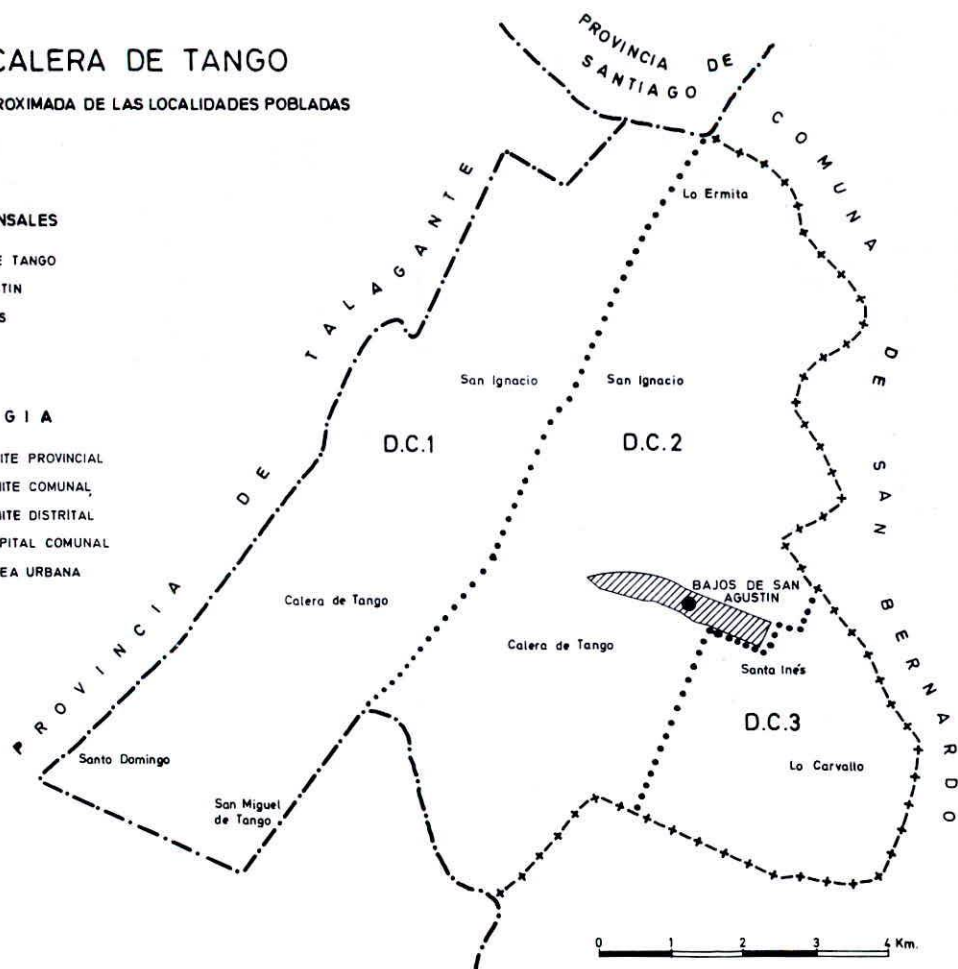 CALERA DE TANGO
ROXIMADA DE LAS LOCALIDADES POBLADAS
NSALES
E TANGO
TIN
S
GIA
ITE PROVINCIAL
ITE COMUNAL
ITE DISTRITAL
PITAL COMUNAL
EA URBANA
PROVINCIA DE
SANTIAGO
COMUNA DE SAN BERNARDO
PROVINCIA DE TALAGANTE
Lo Ermita
San Ignacio
San Ignacio
D.C.1
D.C.2
BAJOS DE SAN
AGUSTIN
Calera de Tango
Calera de Tango
Santa Inés
D.C.3
Santo Domingo
Lo Carvallo
San Miguel
de Tango
0 1 2 3 4 Km.